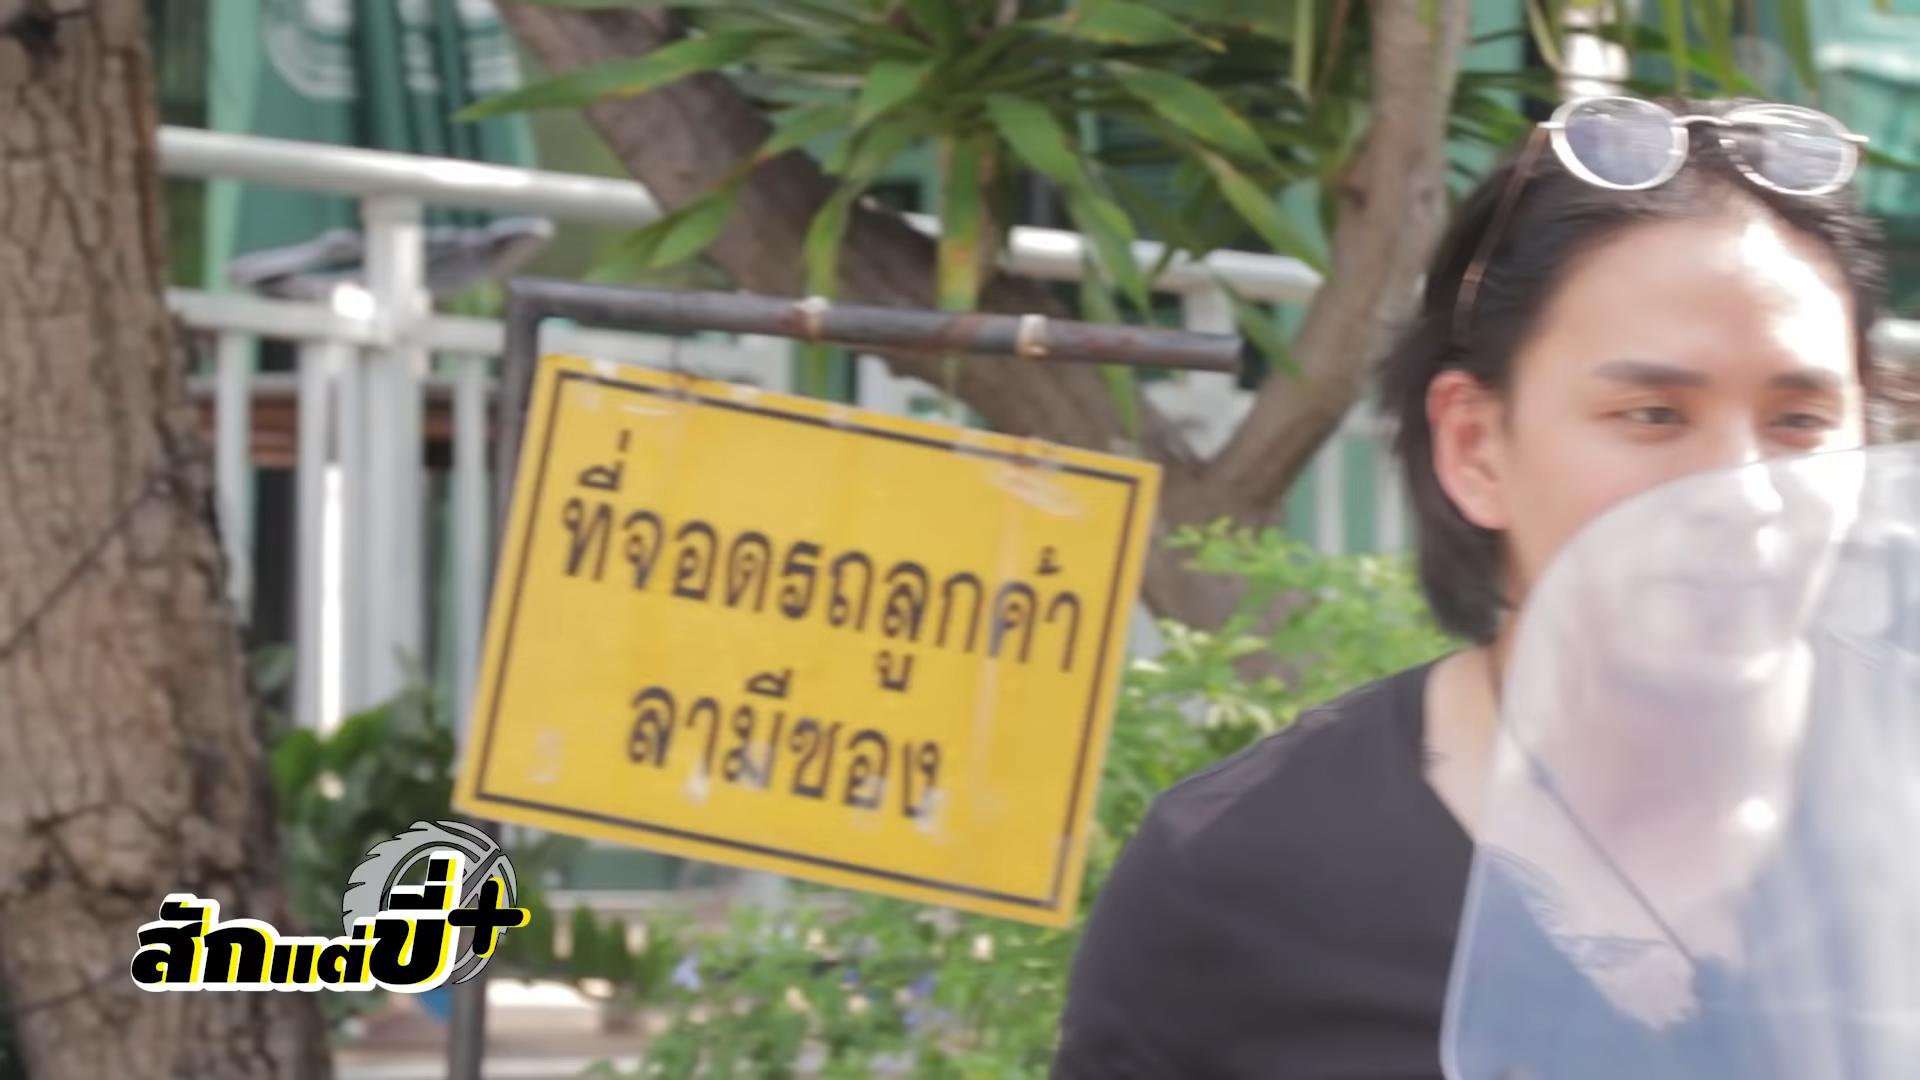 ที่จอดรถลูกค้า
ลามีซอง
สักแต่ขี่+